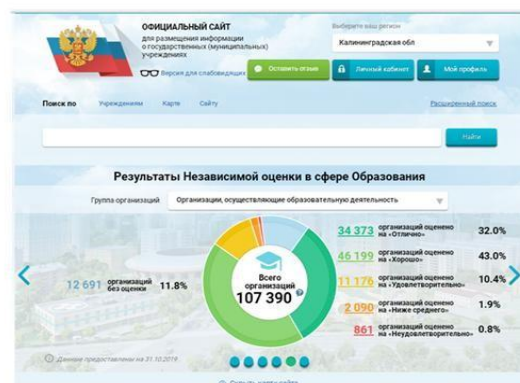 ОФИЦИАЛЬНЫЙ САЙТ
для размещения информации
о государственных (муниципальных)
учреждениях
Версия для слабовидящих
Выберите ваш регион
Калининградская обл
Оставить отзыв
Личный кабинет
Мой профиль
Поиск по Учреждениям Карте Сайту
Расширенный поиск
Найти
Результаты Независимой оценки в сфере Образования
Группа организаций Организации, осуществляющие образовательную деятельность
12 691 организаций без оценки 11.8%
Всего
организаций
107 390
34 373 организаций оценено на «Отлично» 32.0%
46 199 организаций оценено на «Хорошо» 43.0%
11 176 организаций оценено на «Удовлетворительно» 10.4%
2 090 организаций оценено на «Ниже среднего» 1.9%
861 организаций оценено на «Неудовлетворительно» 0.8%
Данные предоставлены на 31.10.2019
Скрыть карту сайта